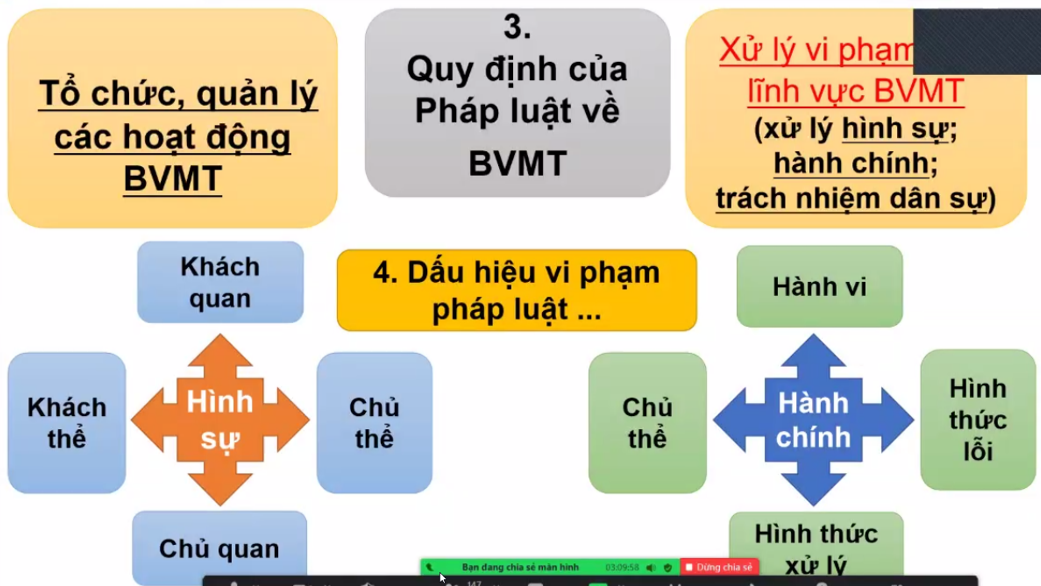 Tổ chức, quản lý
các hoạt động
BVMT
3.
Quy định của
Pháp luật về
BVMT
Xử lý vi phạm
lĩnh vực BVMT
(xử lý hình sự;
hành chính;
trách nhiệm dân sự)
4. Dấu hiệu vi phạm
pháp luật ...
Khách
quan
Khách
thể
Hình
sự
Chủ
thể
Chủ quan
Hành vi
Chủ
thể
Hành
chính
Hình
thức
lỗi
Hình thức
xử lý
Bạn đang chia sẻ màn hình
03:09:58
Dừng chia sẻ
147